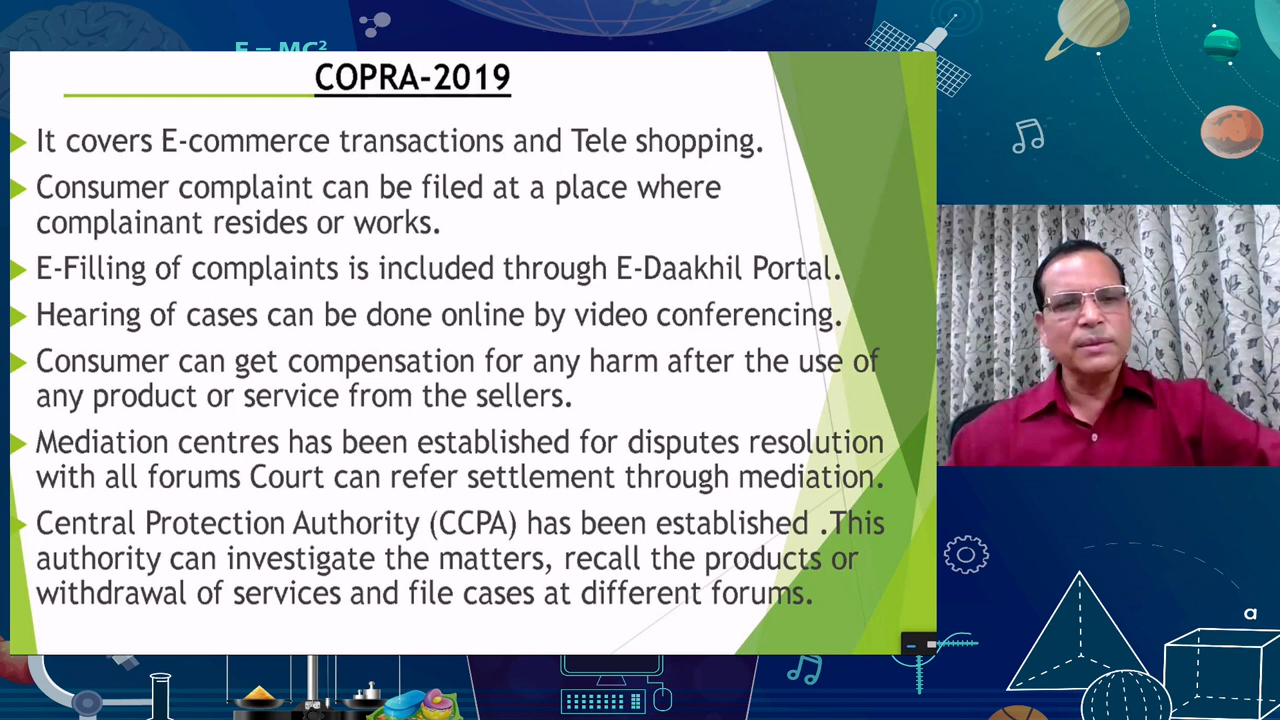 E = MC²
COPRA-2019
It covers E-commerce transactions and Tele shopping.
Consumer complaint can be filed at a place where
complainant resides or works.
E-Filling of complaints is included through E-Daakhil Portal.
Hearing of cases can be done online by video conferencing.
Consumer can get compensation for any harm after the use of
any product or service from the sellers.
Mediation centres has been established for disputes resolution
with all forums Court can refer settlement through mediation.
Central Protection Authority (CCPA) has been established .This
authority can investigate the matters, recall the products or
withdrawal of services and file cases at different forums.
a